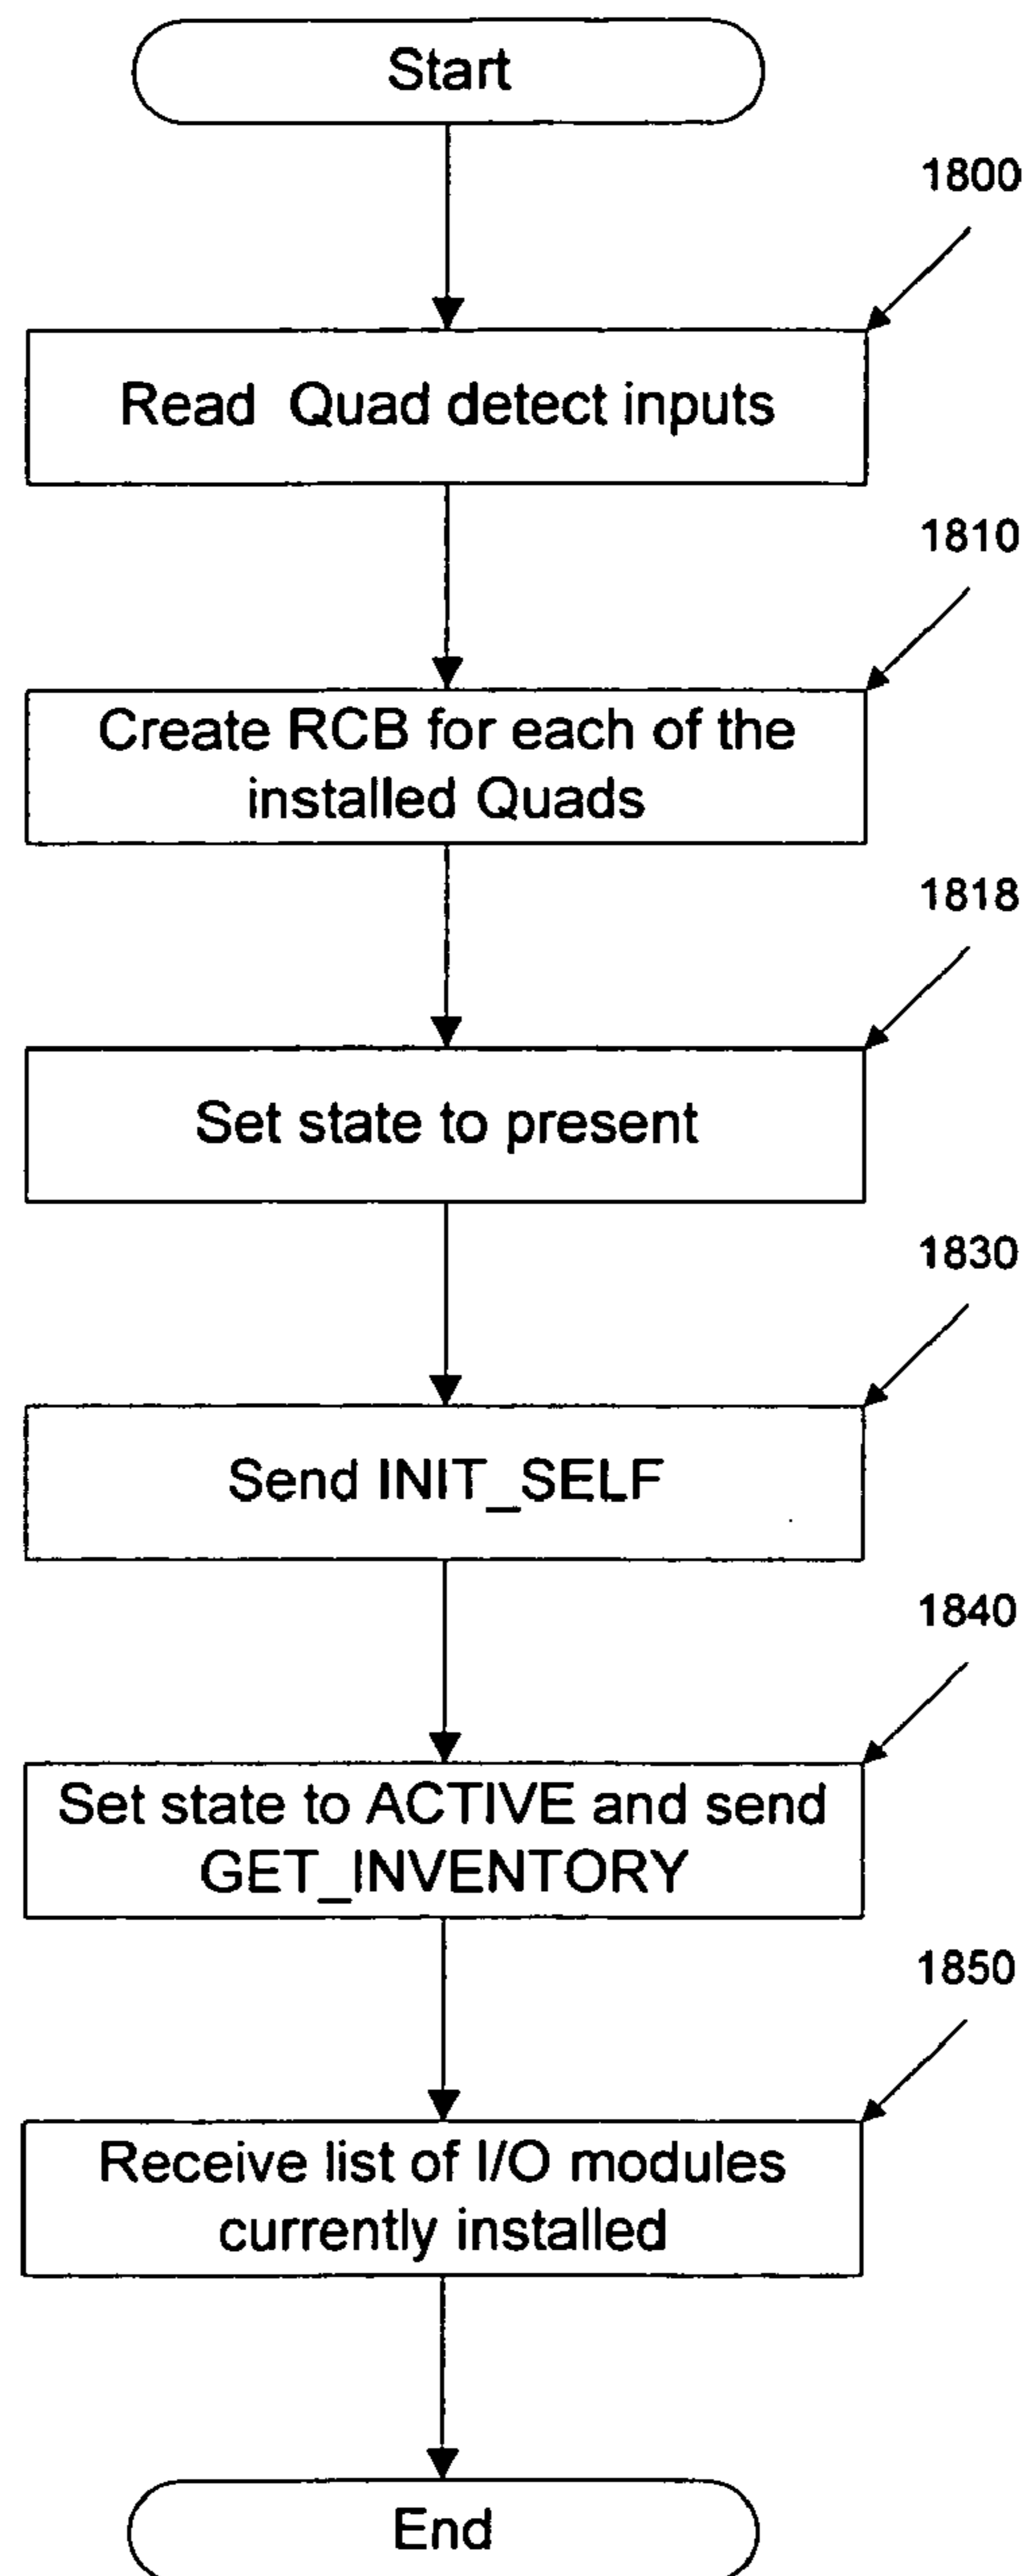 Start
1800
Read Quad detect inputs
1810
Create RCB for each of the
installed Quads
1818
Set state to present
1830
Send INIT_SELF
1840
Set state to ACTIVE and send
GET_INVENTORY
1850
Receive list of I/O modules
currently installed
End